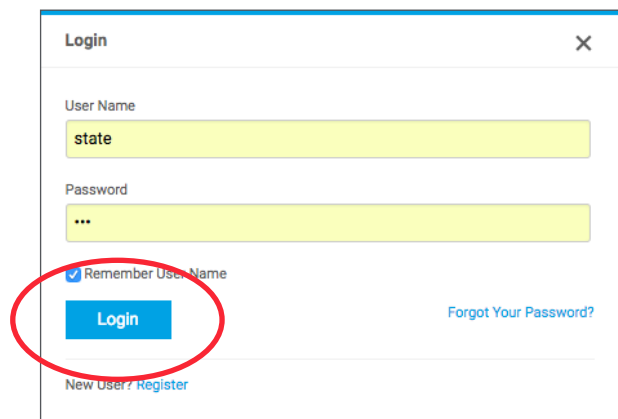 Login
User Name
state
Password
•••
Remember User Name
Login
Forgot Your Password?
New User? Register